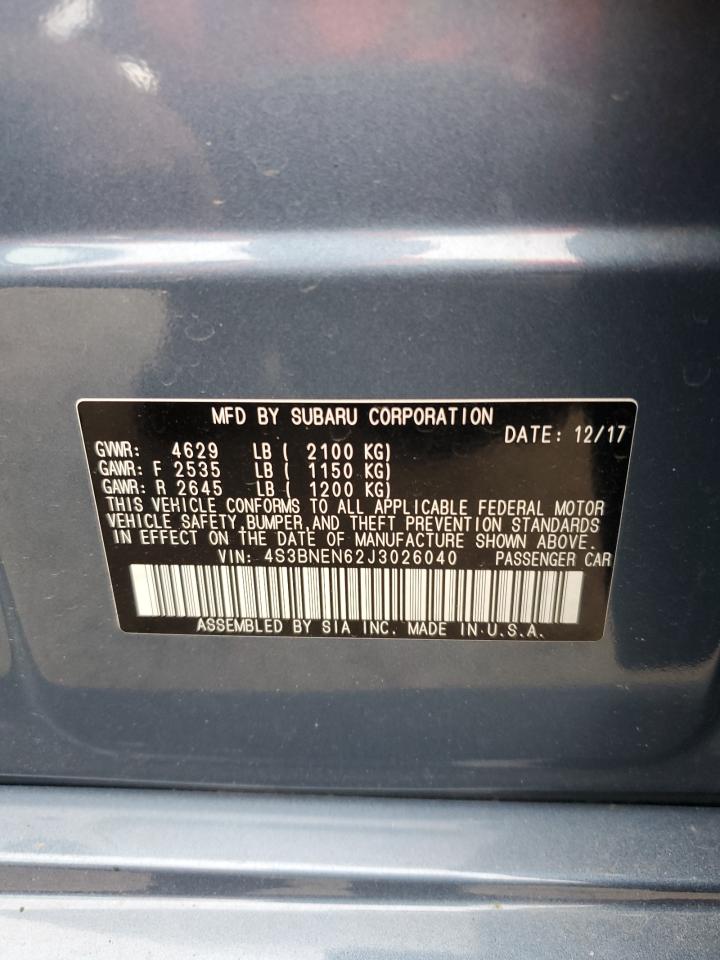 MFD BY SUBARU CORPORATION
DATE: 12/17
GVWR: 4629 LB ( 2100 KG)
GAWR: F 2535 LB ( 1150 KG)
GAWR: R 2645 LB ( 1200 KG)
THIS VEHICLE CONFORMS TO ALL APPLICABLE FEDERAL MOTOR
VEHICLE SAFETY,BUMPER,AND THEFT PREVENTION STANDARDS
IN EFFECT ON THE DATE OF MANUFACTURE SHOWN ABOVE.
VIN: 4S3BNEN62J3026040 PASSENGER CAR
ASSEMBLED BY SIA INC. MADE IN U.S.A.